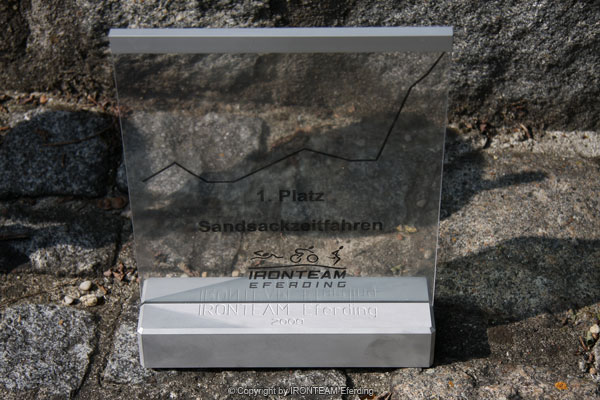 1. Platz
Sandsackzeitfahren
IRONTEAM
EFERDING
IRONTEAM Eferding
2009
© Copyright by IRONTEAM Eferding